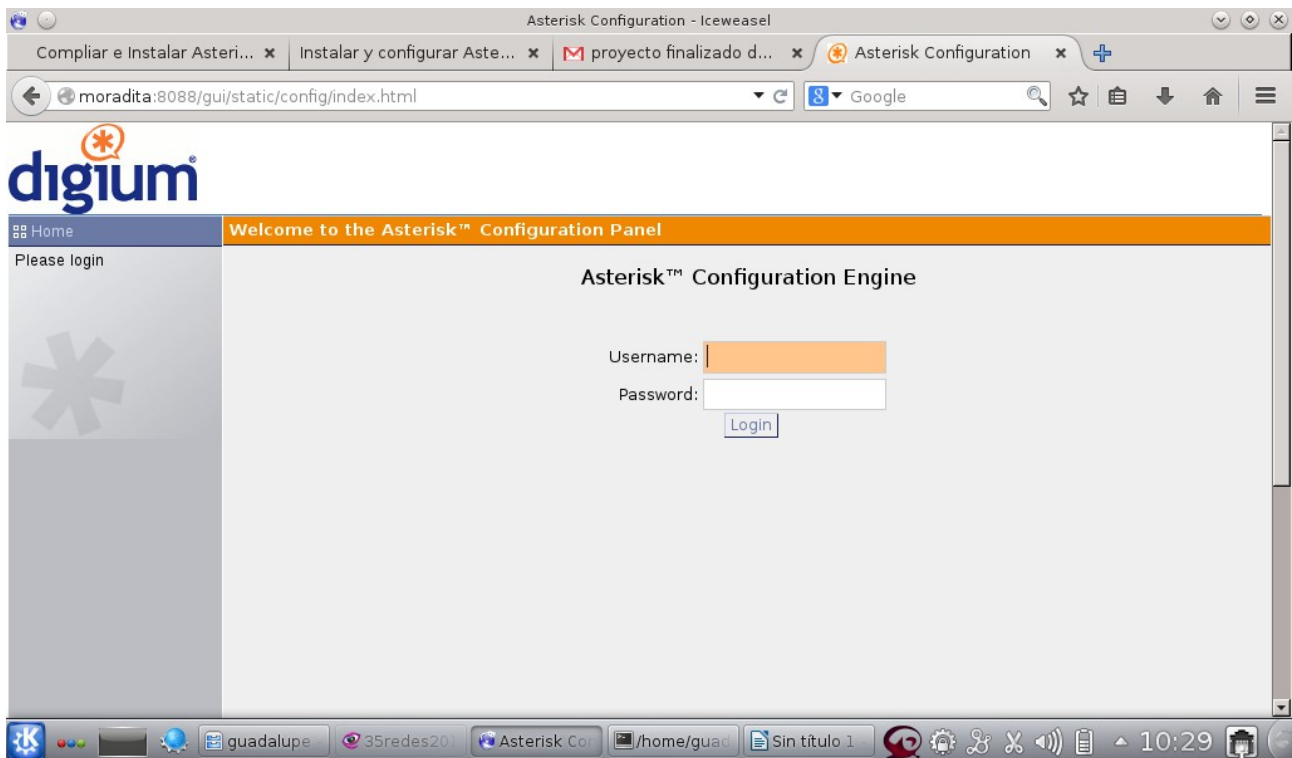 Asterisk Configuration - Iceweasel
Compliar e Instalar Asteri...
Instalar y configurar Aste...
proyecto finalizado d...
Asterisk Configuration
moradita:8088/gui/static/config/index.html
Google
digium
Home
Welcome to the Asterisk™ Configuration Panel
Please login
Asterisk™ Configuration Engine
Username:
Password:
Login
guadalupe
35redes201
Asterisk Con
/home/guad
Sin título 1
10:29